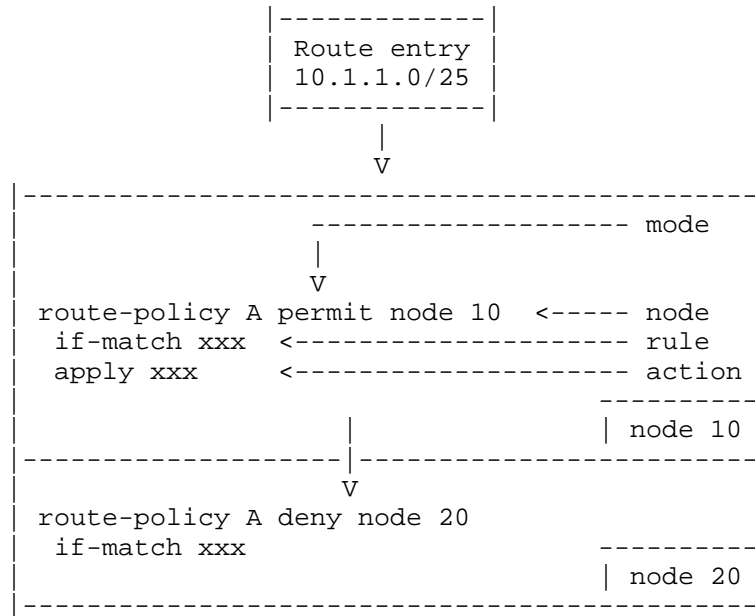 Route entry
10.1.1.0/25
V
mode
V
route-policy A permit node 10 <----- node
if-match xxx <--------------------- rule
apply xxx <--------------------- action
node 10
V
route-policy A deny node 20
if-match xxx
node 20